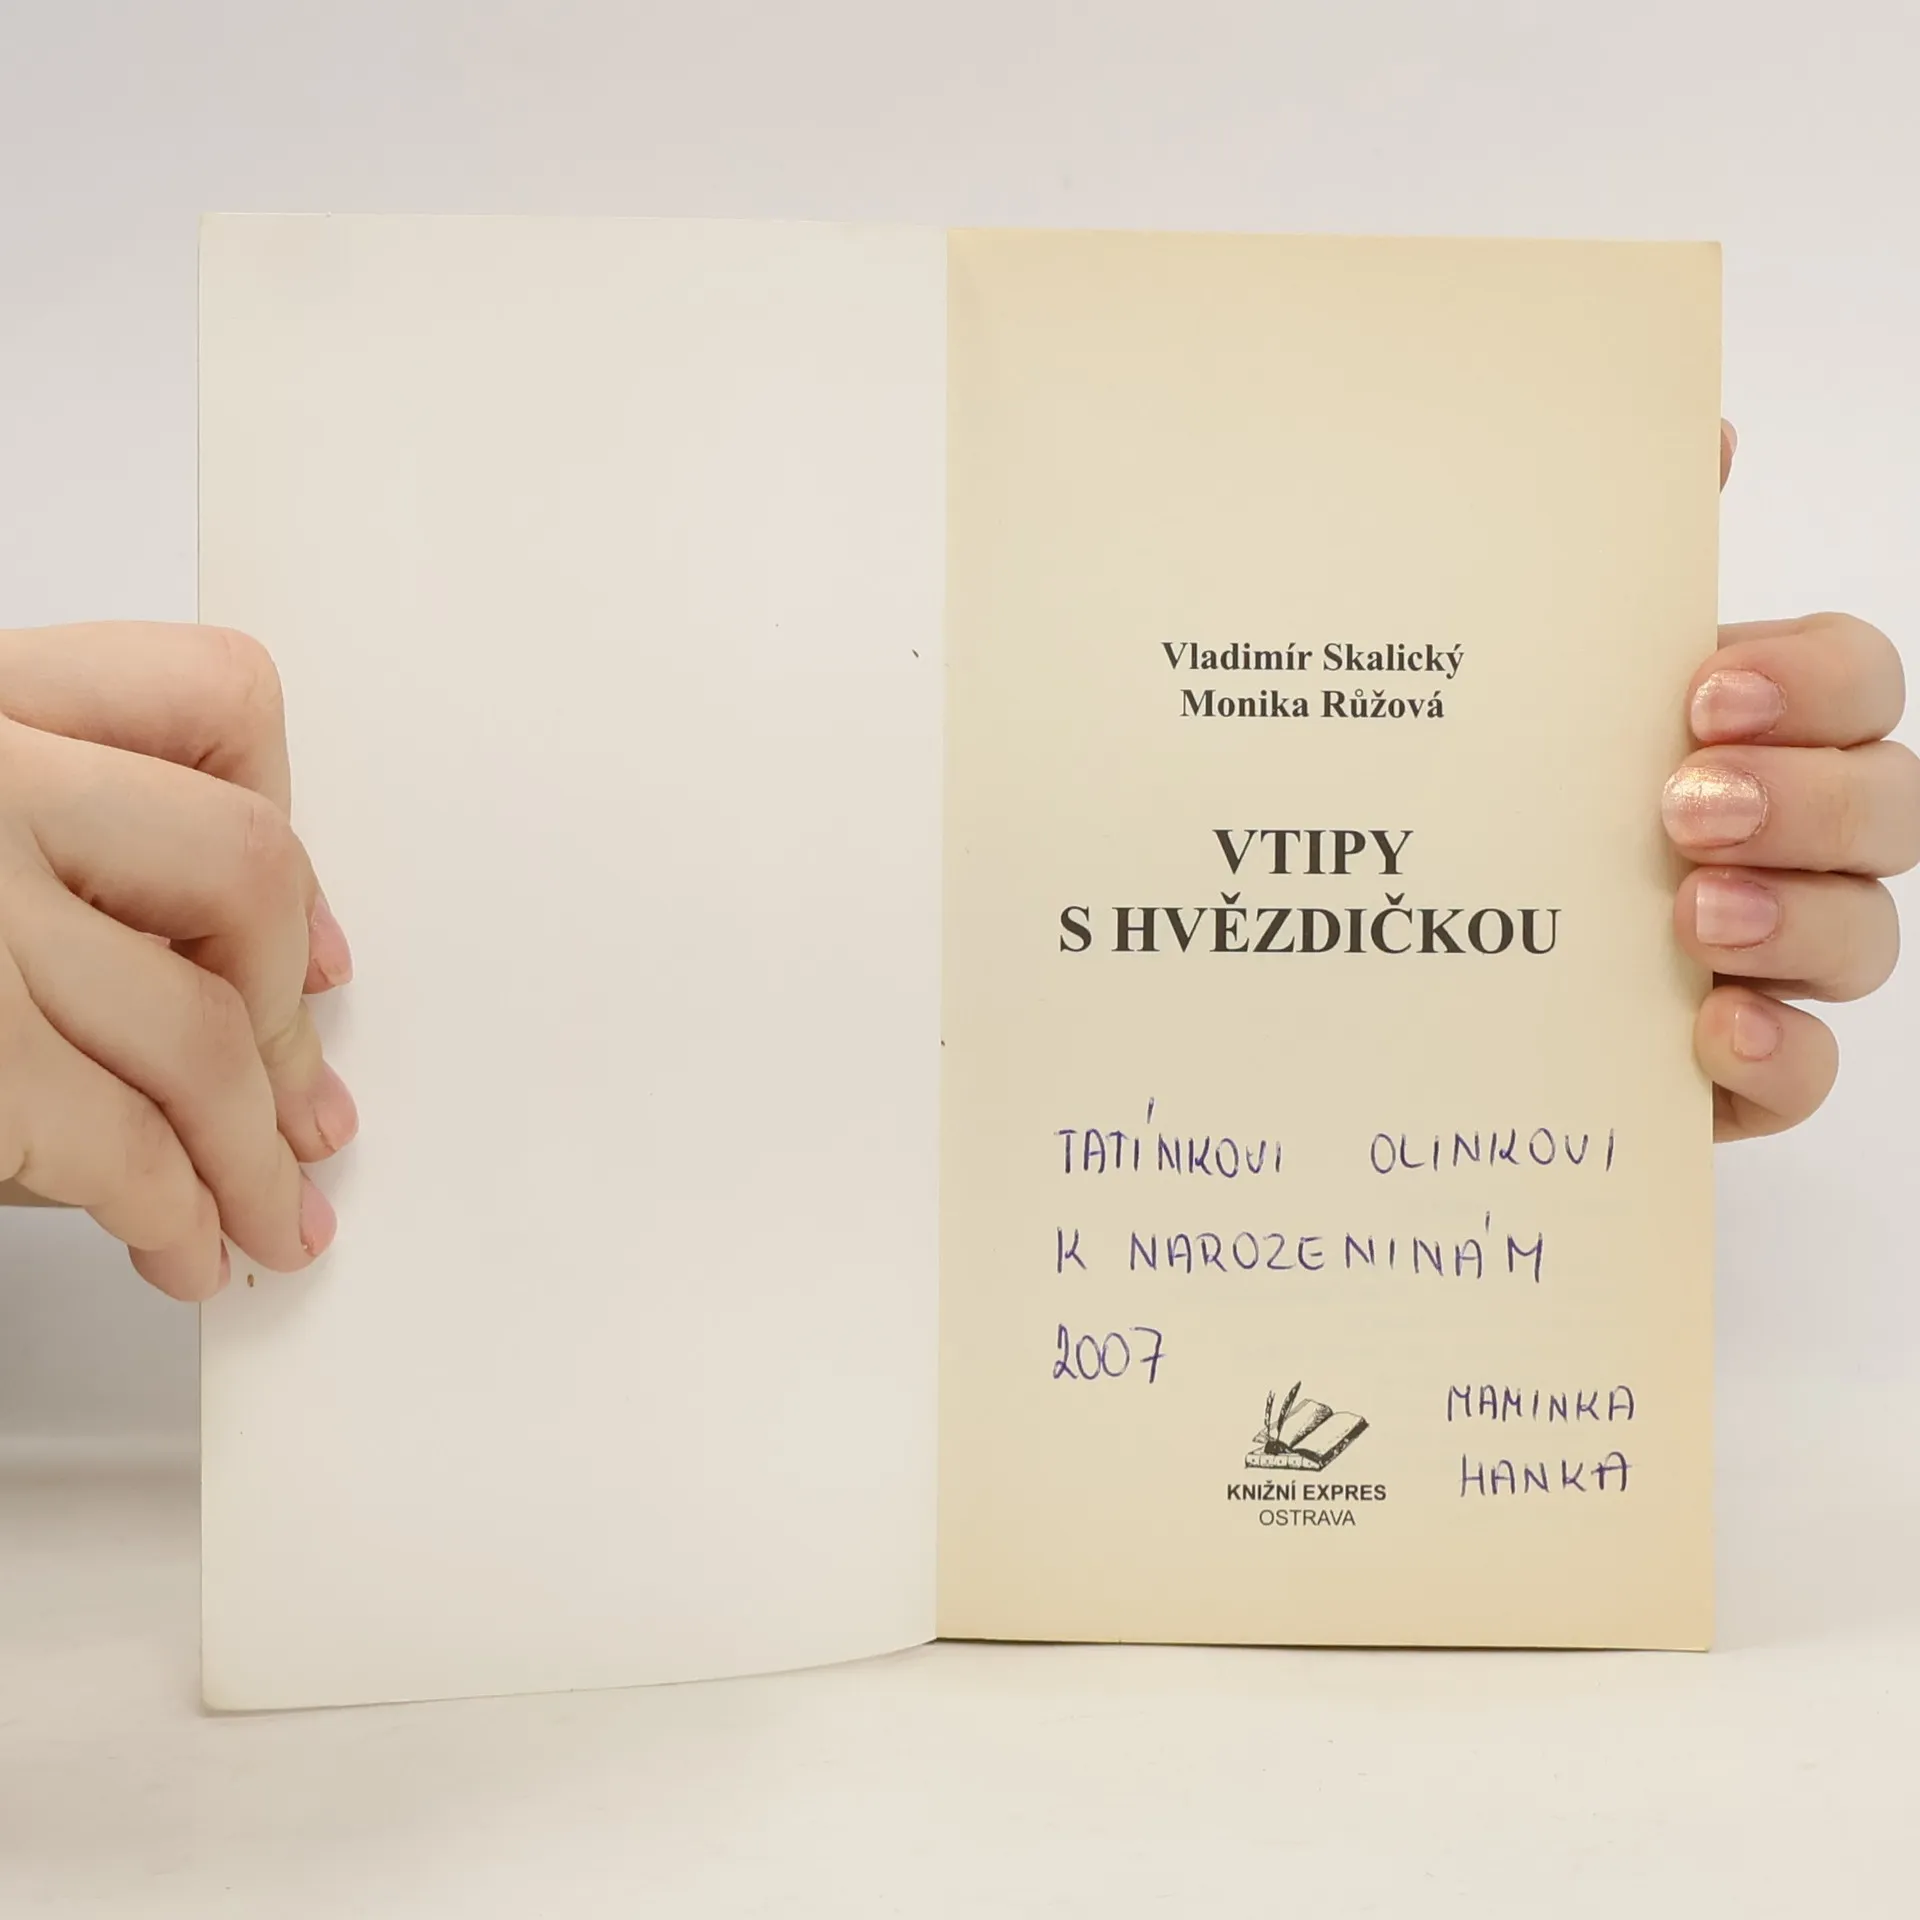 Vladimír Skalický
Monika Růžová
VTIPY
S HVĚZDIČKOU
TATÍNKOVI OLINKOVI
K NAROZENINÁM
2007
MAMINKA
HANKA
KNIŽNÍ EXPRES
OSTRAVA